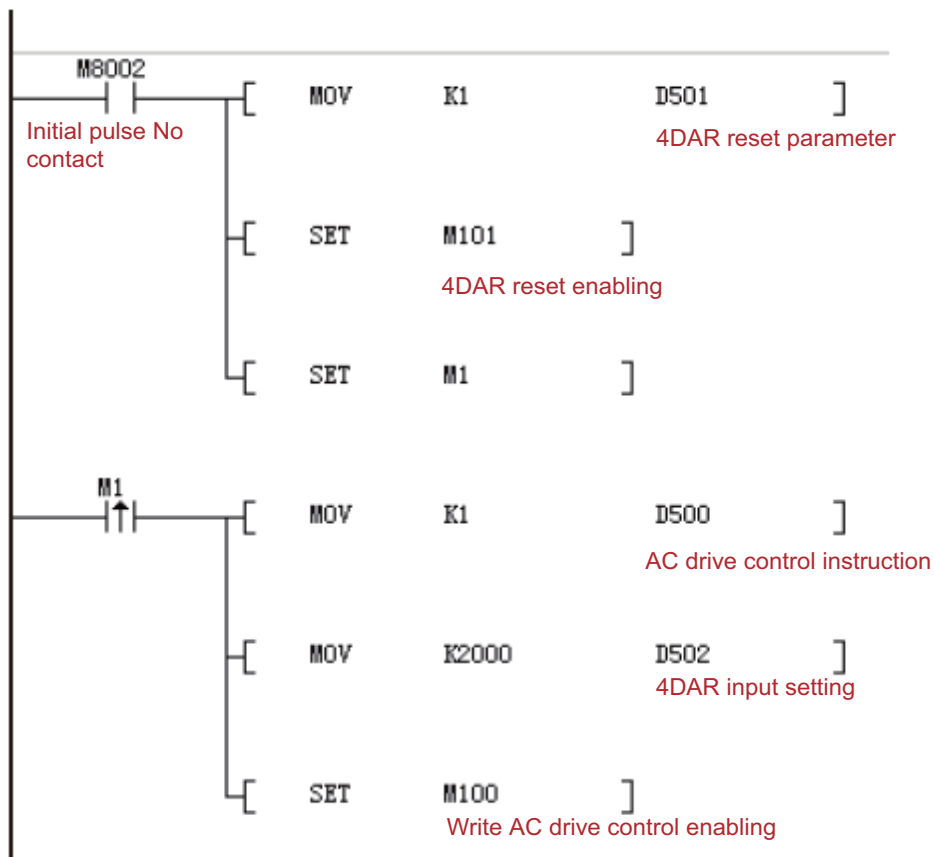 M8002
MOV K1 D501
Initial pulse No
contact
4DAR reset parameter
SET M101
4DAR reset enabling
SET M1
M1
MOV K1 D500
AC drive control instruction
MOV K2000 D502
4DAR input setting
SET M100
Write AC drive control enabling